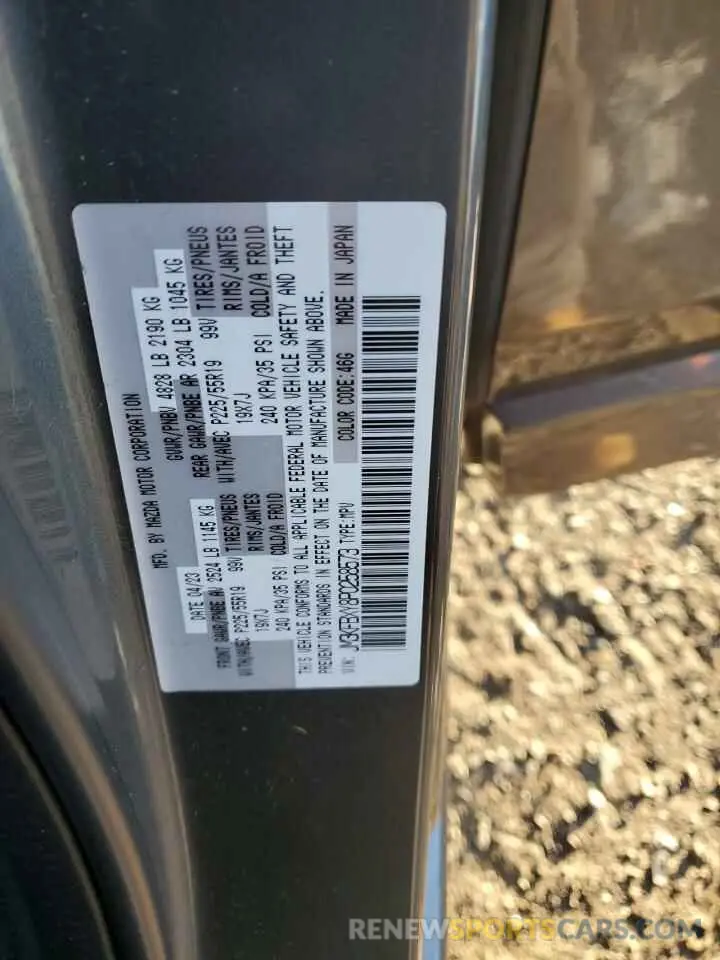 MFD. BY MAZDA MOTOR CORPORATION
DATE 04/23 GVWR/PNBV 4828 LB 2190 KG
FRONT GAWR/PNBE AV 2524 LB 1145 KG REAR GAWR/PNBE AR 2304 LB 1045 KG
WITH/AVEC P225/55R19 99V TIRES/PNEUS WITH/AVEC P225/55R19 99V TIRES/PNEUS
19X7J RIMS/JANTES 19X7J RIMS/JANTES
240 KPA/35 PSI COLD/A FROID 240 KPA/35 PSI COLD/A FROID
THIS VEHICLE CONFORMS TO ALL APPLICABLE FEDERAL MOTOR VEHICLE SAFETY AND THEFT
PREVENTION STANDARDS IN EFFECT ON THE DATE OF MANUFACTURE SHOWN ABOVE.
VIN: JM3KFBXY8P0258573 TYPE:MPV COLOR CODE:46G MADE IN JAPAN
RENEWSPORTSCARS.COM